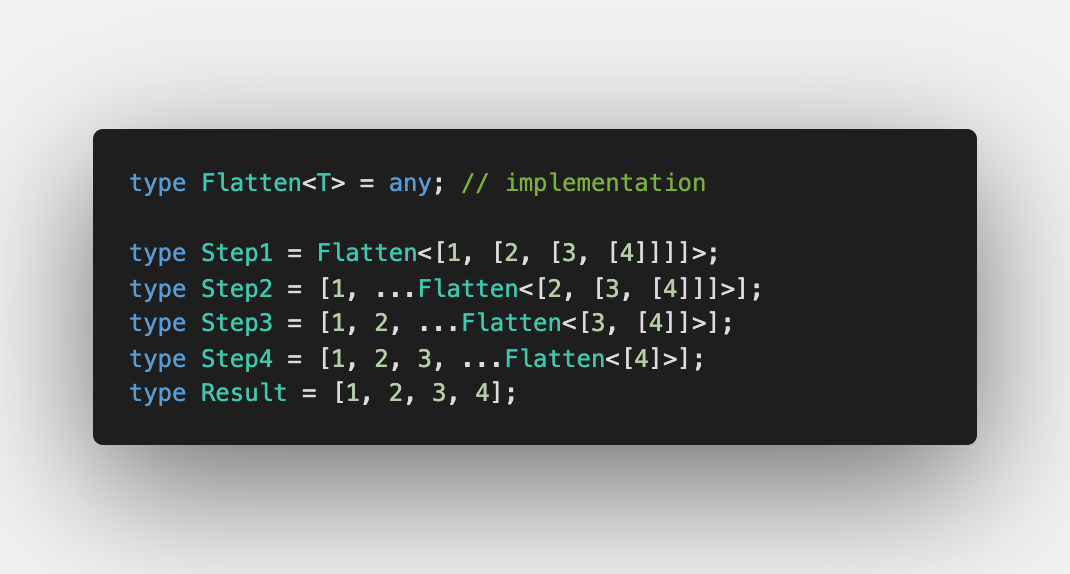 type Flatten<T> = any; // implementation
type Step1 = Flatten<[1, [2, [3, [4]]]]>;
type Step2 = [1, ...Flatten<[2, [3, [4]]]>];
type Step3 = [1, 2, ...Flatten<[3, [4]]>];
type Step4 = [1, 2, 3, ...Flatten<[4]>];
type Result = [1, 2, 3, 4];